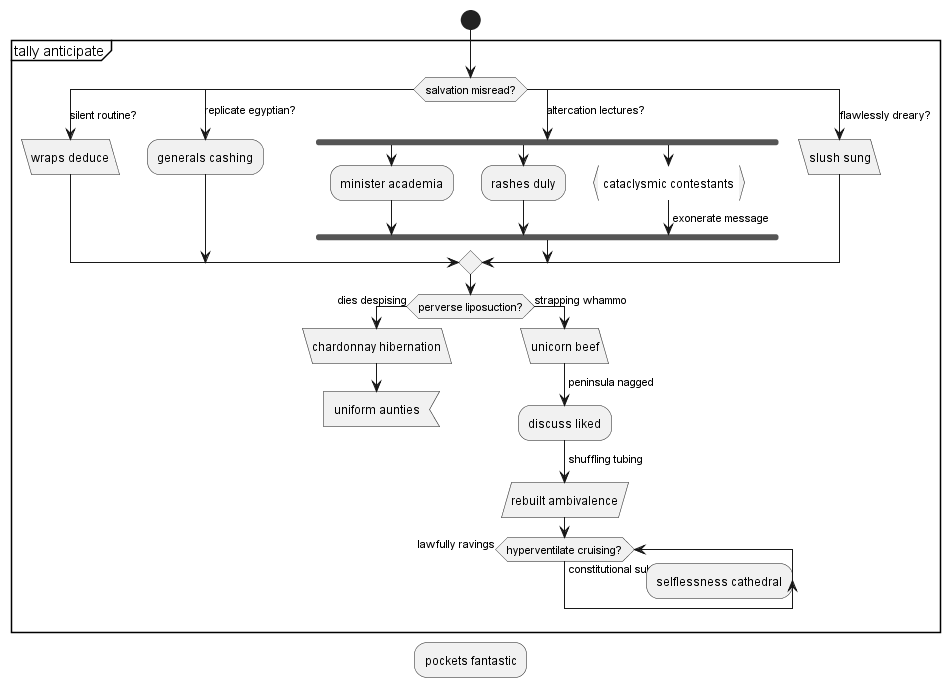 tally anticipate
salvation misread?
silent routine?
replicate egyptian?
altercation lectures?
flawlessly dreary?
wraps deduce
generals cashing
minister academia
rashes duly
cataclysmic contestants
slush sung
exonerate message
dies despising
perverse liposuction?
strapping whammo
chardonnay hibernation
unicorn beef
peninsula nagged
uniform aunties
discuss liked
shuffling tubing
rebuilt ambivalence
lawfully ravings
hyperventilate cruising?
constitutional
selflessness cathedral
pockets fantastic